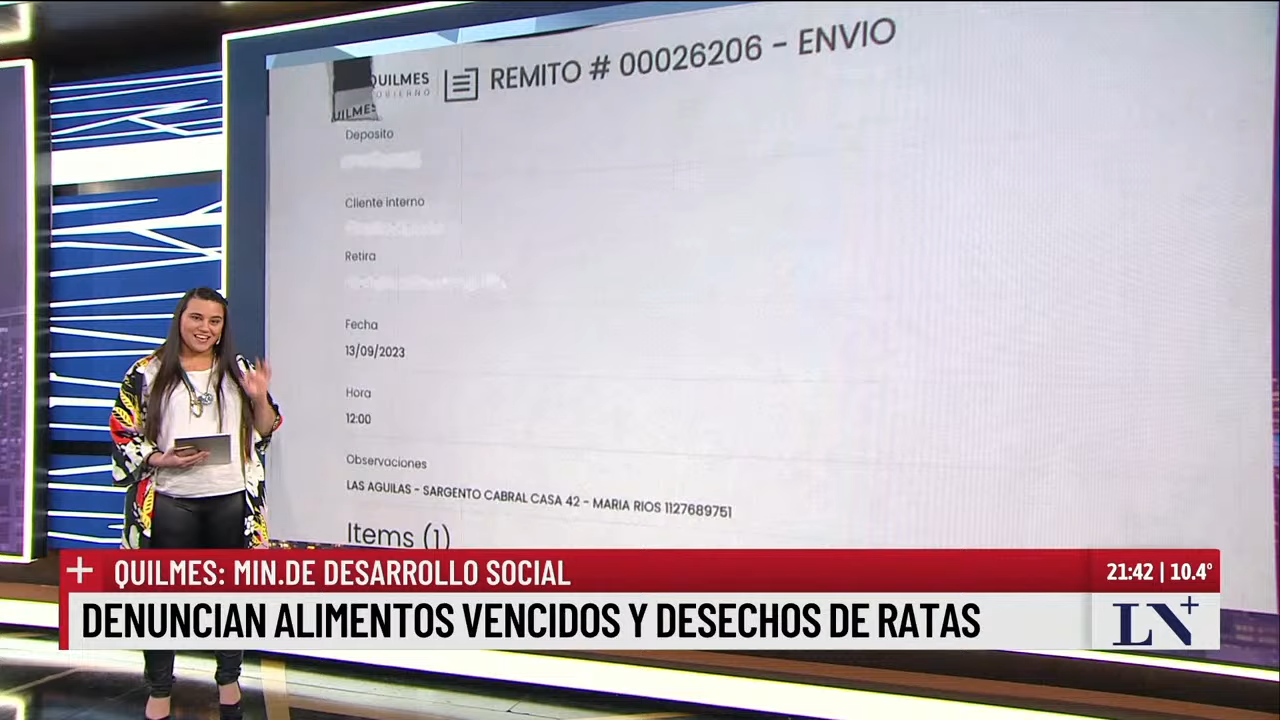 QUILMES
OBIERNO
UILMES
REMITO # 00026206 - ENVIO
Deposito
Cliente interno
Retira
Fecha
13/09/2023
Hora
12:00
Observaciones
LAS AGUILAS - SARGENTO CABRAL CASA 42 - MARIA RIOS 1127689751
Items (1)
QUILMES: MIN.DE DESARROLLO SOCIAL
21:42 | 10.4°
DENUNCIAN ALIMENTOS VENCIDOS Y DESECHOS DE RATAS
LN+